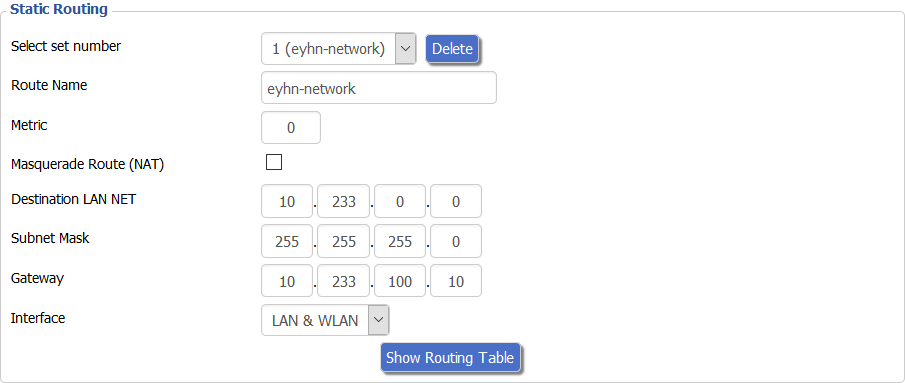 Static Routing
Select set number 1 (eyhn-network) Delete
Route Name eyhn-network
Metric 0
Masquerade Route (NAT)
Destination LAN NET 10 . 233 . 0 . 0
Subnet Mask 255 . 255 . 255 . 0
Gateway 10 . 233 . 100 . 10
Interface LAN & WLAN
Show Routing Table